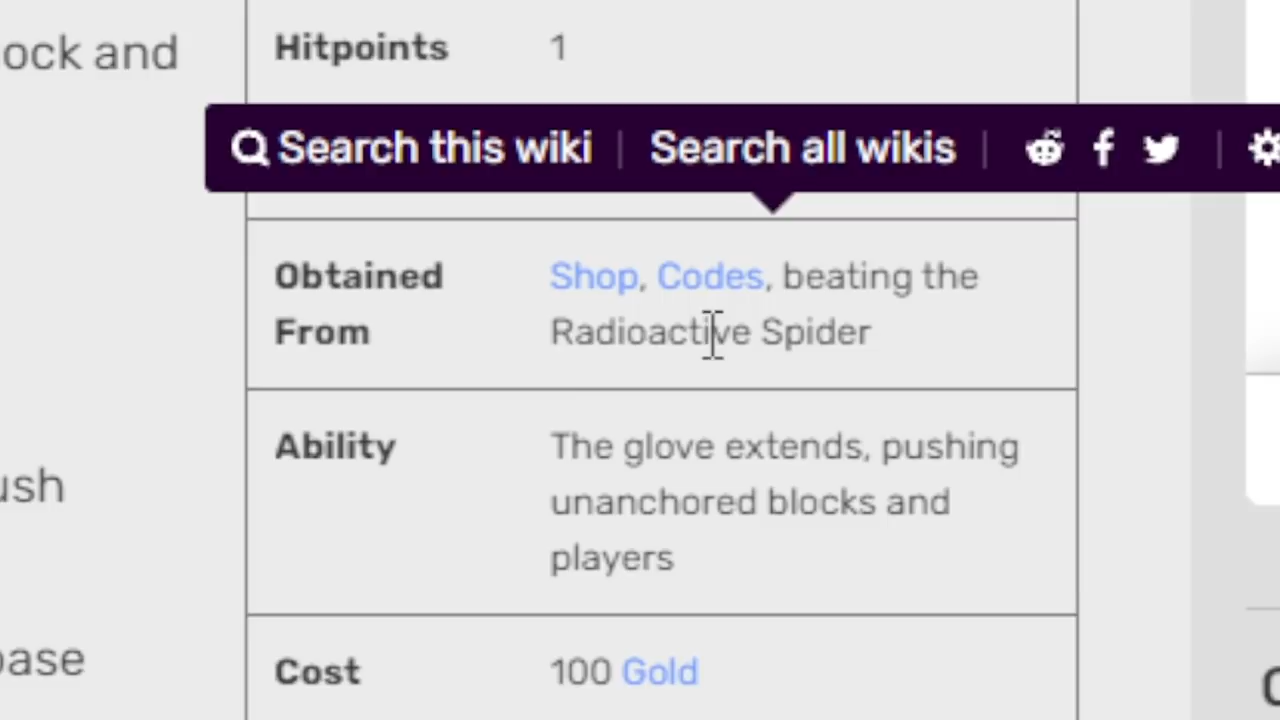 ock and
Hitpoints 1
Search this wiki | Search all wikis
Obtained From
Shop, Codes, beating the
Radioactive Spider
Ability
The glove extends, pushing
unanchored blocks and
players
ush
base
Cost 100 Gold